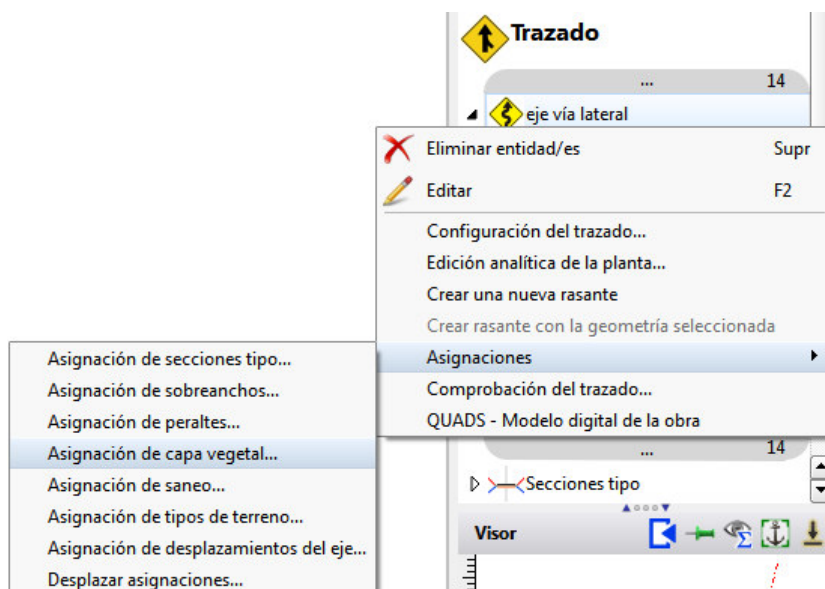 Trazado
... 14
eje vía lateral
Eliminar entidad/es Supr
Editar F2
Configuración del trazado...
Edición analítica de la planta...
Crear una nueva rasante
Crear rasante con la geometría seleccionada
Asignaciones
Comprobación del trazado...
QUADS - Modelo digital de la obra
Asignación de secciones tipo...
Asignación de sobreanchos...
Asignación de peraltes...
Asignación de capa vegetal...
Asignación de saneo...
Asignación de tipos de terreno...
Asignación de desplazamientos del eje...
Desplazar asignaciones...
... 14
Secciones tipo
Visor